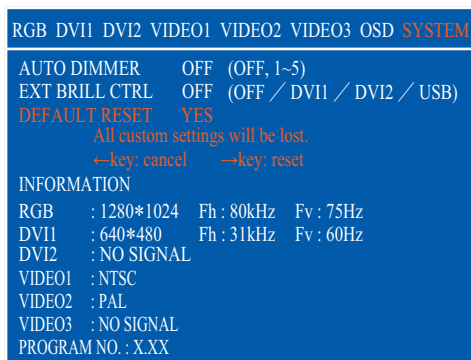 RGB DVI1 DVI2 VIDEO1 VIDEO2 VIDEO3 OSD SYSTEM
AUTO DIMMER OFF (OFF, 1~5)
EXT BRILL CTRL OFF (OFF / DVI1 / DVI2 / USB)
DEFAULT RESET YES
All custom settings will be lost.
←key: cancel →key: reset
INFORMATION
RGB : 1280*1024 Fh : 80kHz Fv : 75Hz
DVI1 : 640*480 Fh : 31kHz Fv : 60Hz
DVI2 : NO SIGNAL
VIDEO1 : NTSC
VIDEO2 : PAL
VIDEO3 : NO SIGNAL
PROGRAM NO. : X.XX